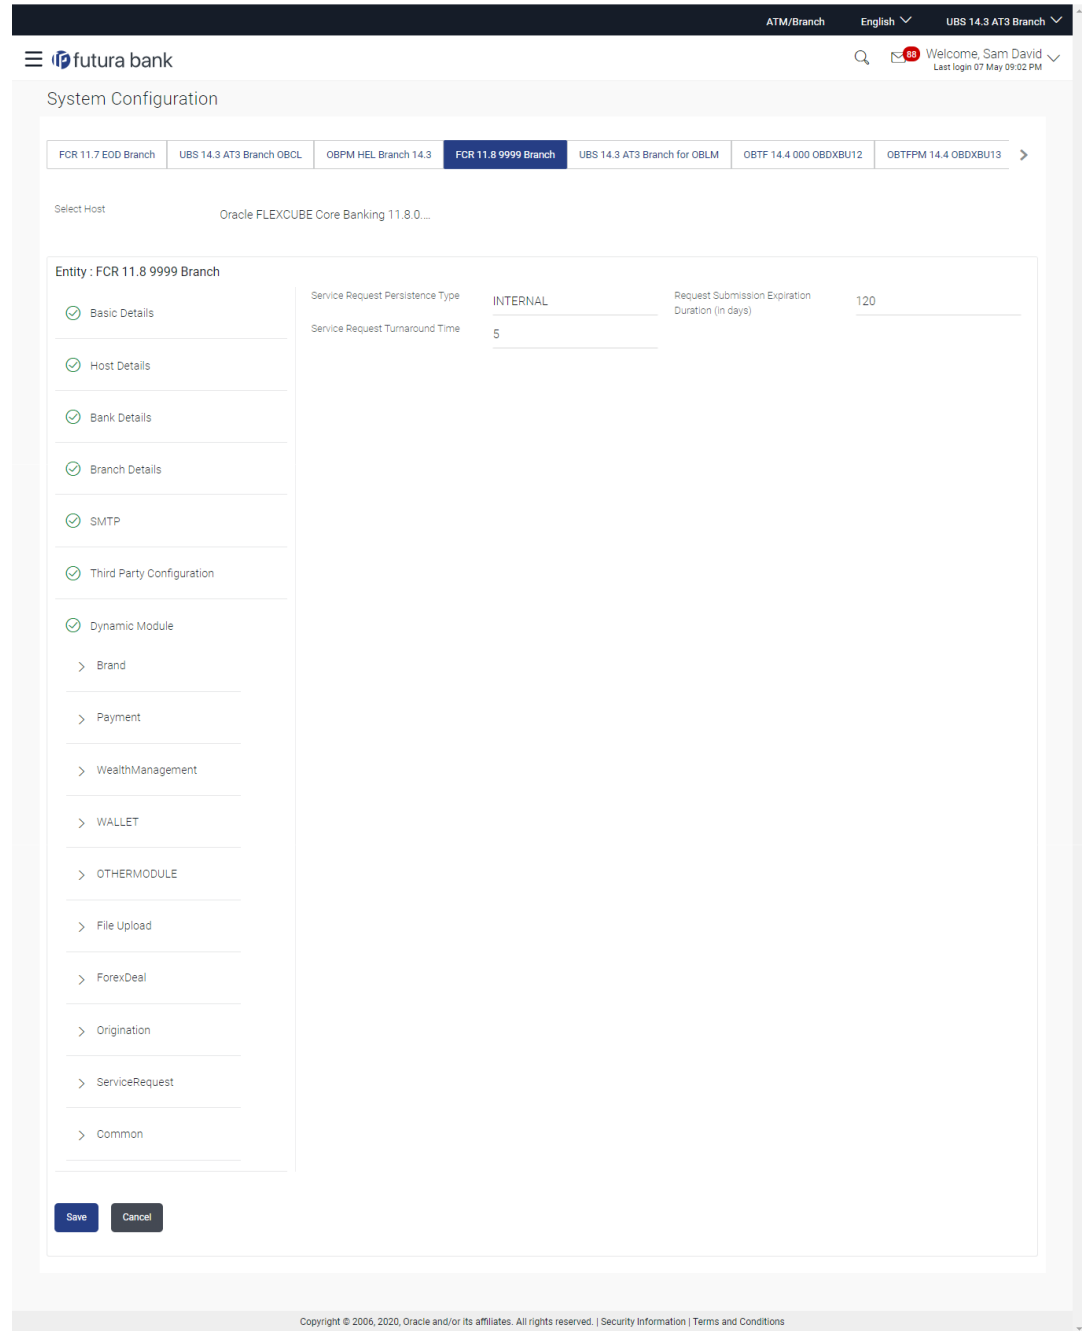 ATM/Branch English UBS 14.3 AT3 Branch
futura bank 88 Welcome, Sam David
Last login 07 May 09:02 PM
System Configuration
FCR 11.7 EOD Branch UBS 14.3 AT3 Branch OBCL OBPM HEL Branch 14.3 FCR 11.8 9999 Branch UBS 14.3 AT3 Branch for OBLM OBTF 14.4 000 OBDXBU12 OBTFPM 14.4 OBDXBU13
Select Host Oracle FLEXCUBE Core Banking 11.8.0....
Entity : FCR 11.8 9999 Branch
Service Request Persistence Type INTERNAL Request Submission Expiration Duration (In days) 120
Service Request Turnaround Time 5
Basic Details
Host Details
Bank Details
Branch Details
SMTP
Third Party Configuration
Dynamic Module
Brand
Payment
WealthManagement
WALLET
OTHERMODULE
File Upload
ForexDeal
Origination
ServiceRequest
Common
Save Cancel
Copyright © 2006, 2020, Oracle and/or its affiliates. All rights reserved. | Security Information | Terms and Conditions